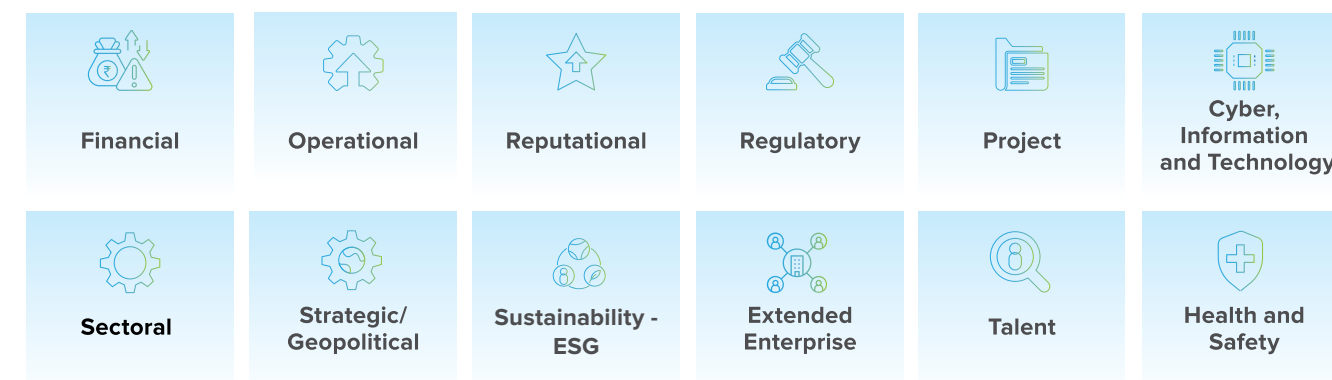 ₹
Financial
Operational
Reputational
Regulatory
Project
Cyber,
Information
and Technology
Sectoral
Strategic/
Geopolitical
Sustainability -
ESG
Extended
Enterprise
Talent
Health and
Safety